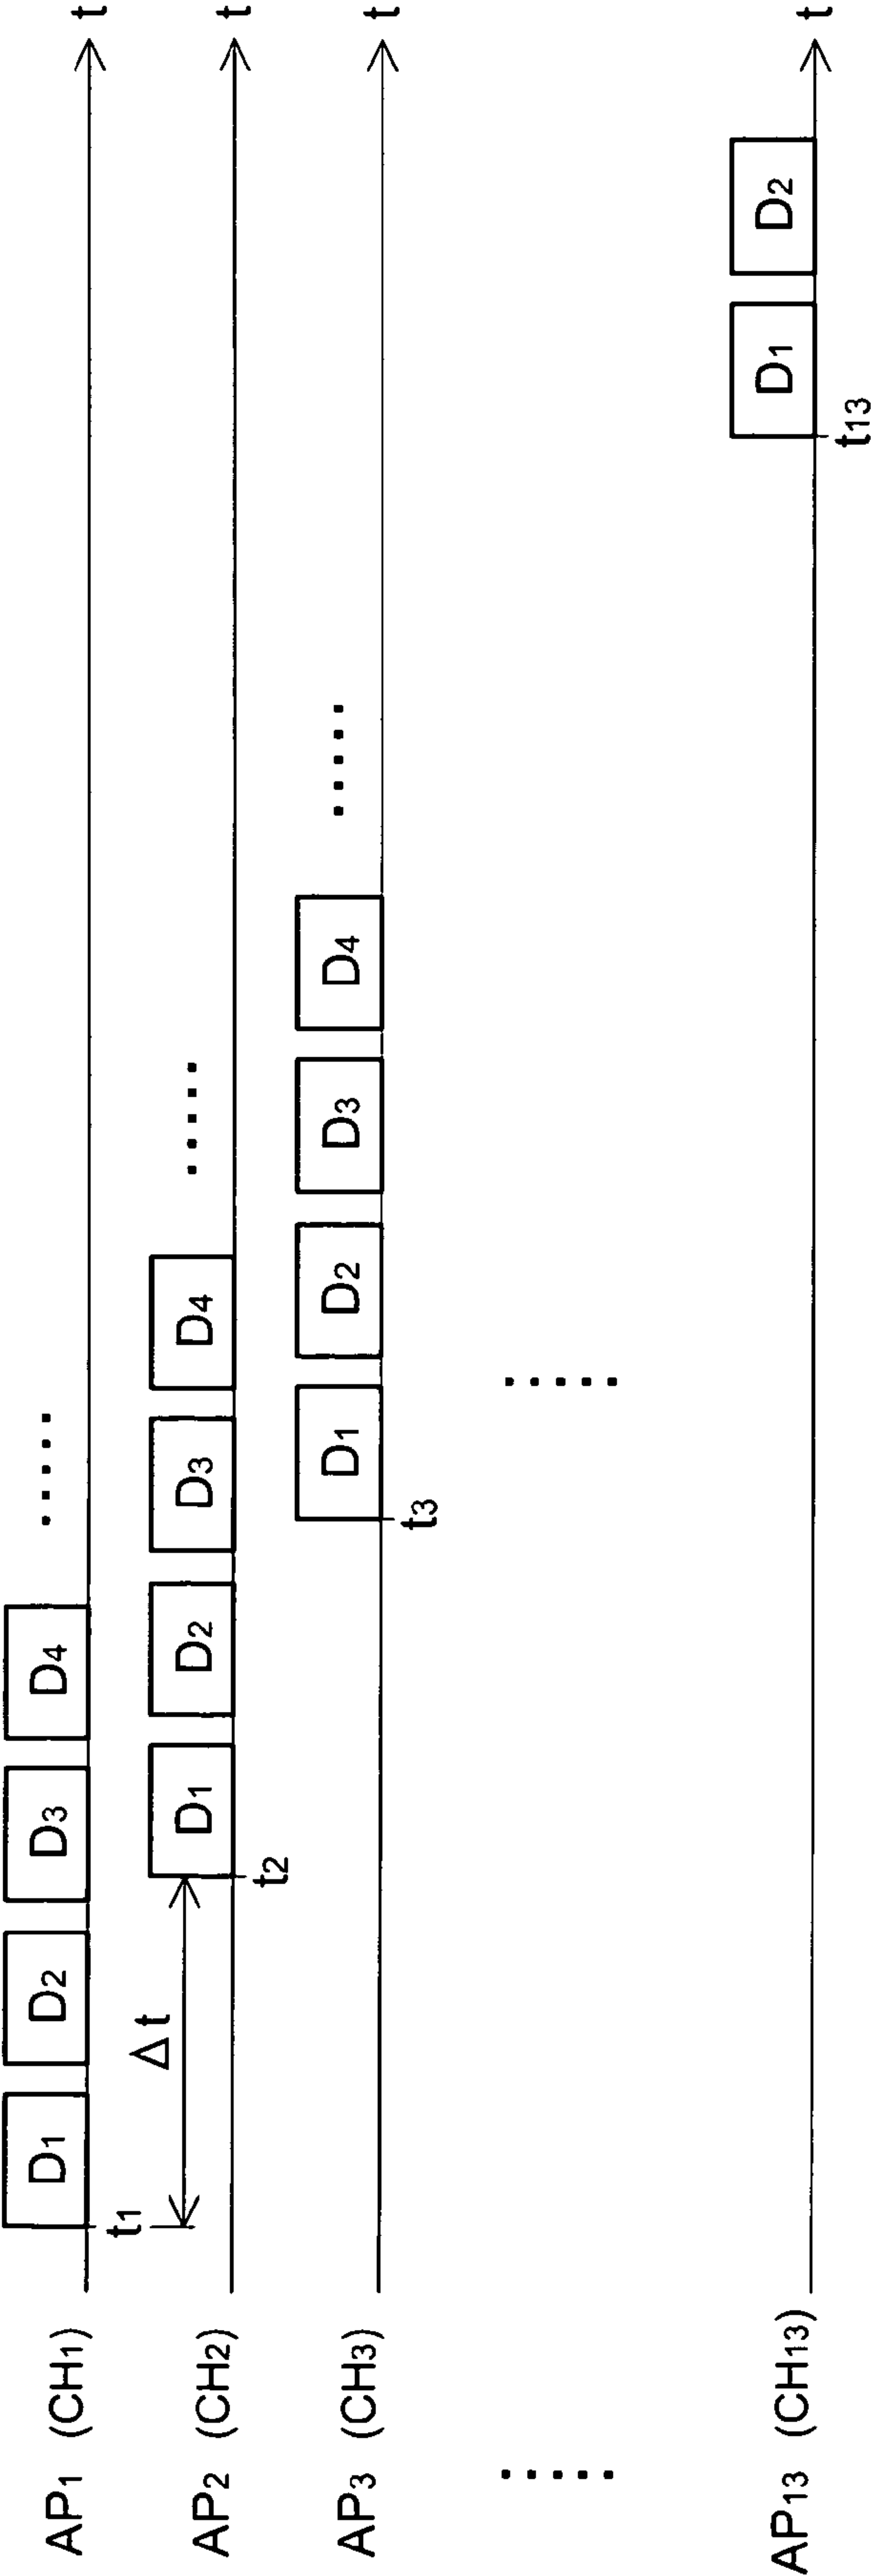 AP1 (CH1) D1 D2 D3 D4 ····· t
t1
Δt
AP2 (CH2) D1 D2 D3 D4 ····· t
t2
AP3 (CH3) D1 D2 D3 D4 ····· t
t3
····· ·····
AP13 (CH13) D1 D2 t
t13